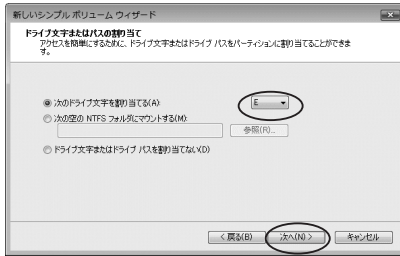 新しいシンプル ボリューム ウィザード
ドライブ文字またはパスの割り当て
アクセスを簡単にするために、ドライブ文字またはドライブ パスをパーティションに割り当てることができま
す。
次のドライブ文字を割り当てる(A): E
次の空の NTFS フォルダにマウントする(M):
参照(R)...
ドライブ文字またはドライブ パスを割り当てない(D)
< 戻る(B) 次へ(N) > キャンセル